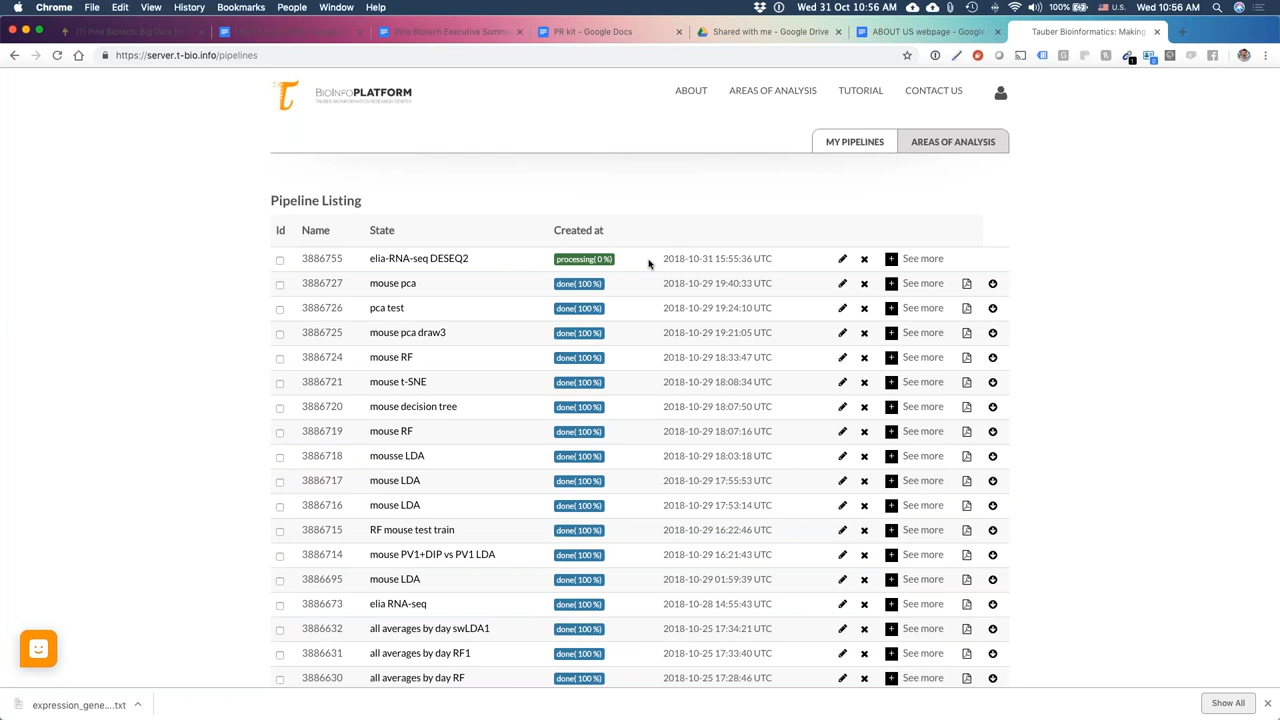 Chrome File Edit View History Bookmarks People Window Help
10:56 AM 100% Wed 10:56 AM
[1] Pine Biotech: Big Data
Pine Biotech Executive Summ
PR kit - Google Docs
Shared with me - Google Drive
ABOUT US webpage - Google
Tauber Bioinformatics: Making
https://server.t-bio.info/pipelines
BIOINFOPLATFORM
TAUBER BIOINFORMATICS RESEARCH CENTER
ABOUT AREAS OF ANALYSIS TUTORIAL CONTACT US
MY PIPELINES AREAS OF ANALYSIS
Pipeline Listing
Id Name State Created at
3886755 elia-RNA-seq DESEQ2 processing( 0 %) 2018-10-31 15:55:36 UTC See more
3886727 mouse pca done( 100 %) 2018-10-29 19:40:33 UTC See more
3886726 pca test done( 100 %) 2018-10-29 19:24:10 UTC See more
3886725 mouse pca draw3 done( 100 %) 2018-10-29 19:21:05 UTC See more
3886724 mouse RF done( 100 %) 2018-10-29 18:33:47 UTC See more
3886721 mouse t-SNE done( 100 %) 2018-10-29 18:08:34 UTC See more
3886720 mouse decision tree done( 100 %) 2018-10-29 18:07:50 UTC See more
3886719 mouse RF done( 100 %) 2018-10-29 18:07:16 UTC See more
3886718 mousse LDA done( 100 %) 2018-10-29 18:03:18 UTC See more
3886717 mouse LDA done( 100 %) 2018-10-29 17:53:53 UTC See more
3886716 mouse LDA done( 100 %) 2018-10-29 17:53:14 UTC See more
3886715 RF mouse test train done( 100 %) 2018-10-29 16:22:46 UTC See more
3886714 mouse PV1+DIP vs PV1 LDA done( 100 %) 2018-10-29 16:21:43 UTC See more
3886695 mouse LDA done( 100 %) 2018-10-29 01:59:39 UTC See more
3886673 elia RNA-seq done( 100 %) 2018-10-28 14:55:43 UTC See more
3886632 all averages by day swLDA1 done( 100 %) 2018-10-25 17:34:21 UTC See more
3886631 all averages by day RF1 done( 100 %) 2018-10-25 17:33:40 UTC See more
3886630 all averages by day RF done( 100 %) 2018-10-25 17:28:46 UTC See more
expression_gene....txt Show All